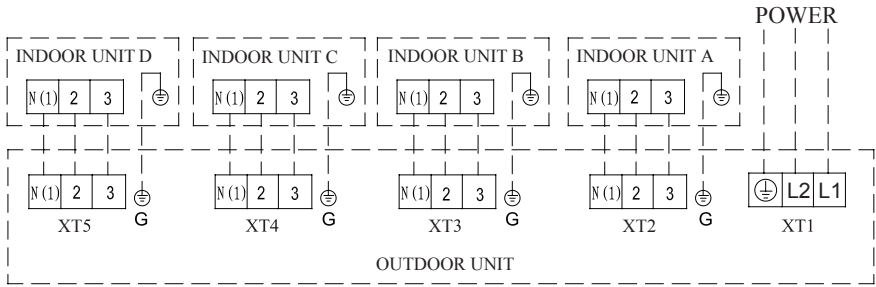 POWER
INDOOR UNIT D INDOOR UNIT C INDOOR UNIT B INDOOR UNIT A
N (1) 2 3 N (1) 2 3 N (1) 2 3 N (1) 2 3
N (1) 2 3 N (1) 2 3 N (1) 2 3 N (1) 2 3 L2 L1
G G G G
XT5 XT4 XT3 XT2 XT1
OUTDOOR UNIT